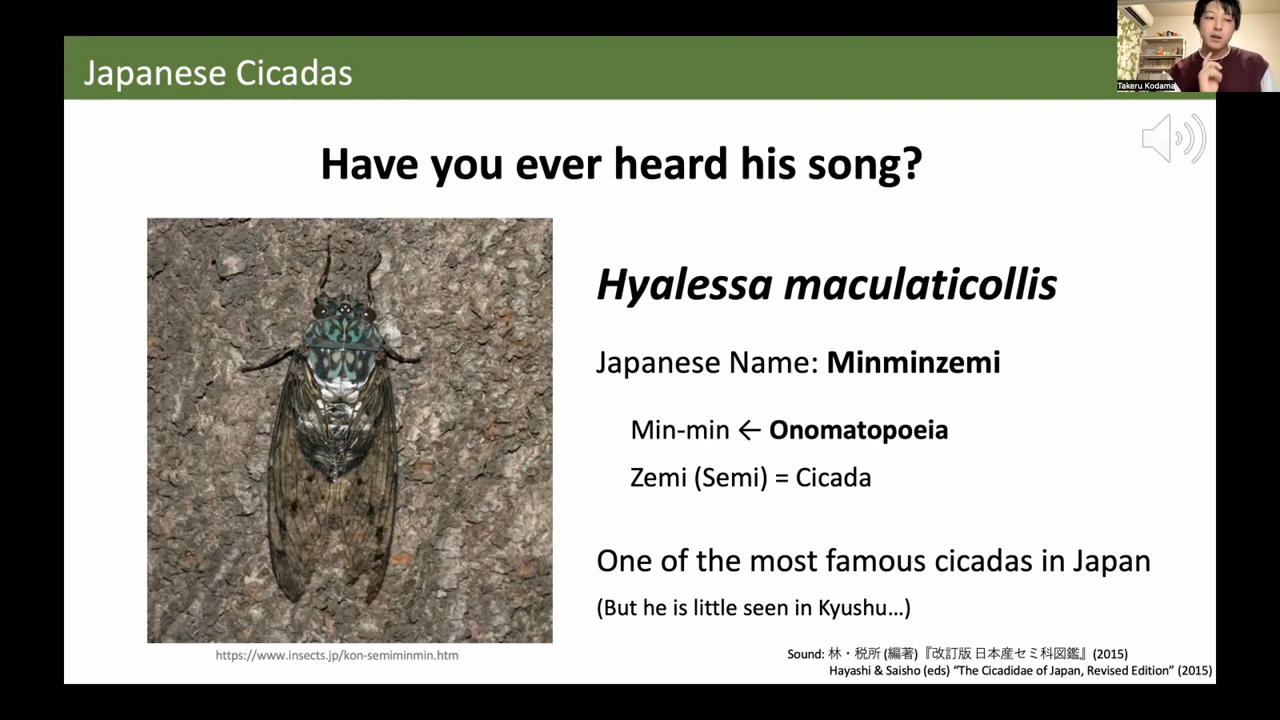 Japanese Cicadas
Takeru Kodama
Have you ever heard his song?
Hyalessa maculaticollis
Japanese Name: Minminzemi
Min-min ← Onomatopoeia
Zemi (Semi) = Cicada
One of the most famous cicadas in Japan
(But he is little seen in Kyushu…)
https://www.insects.jp/kon-semiminmin.htm
Sound: 林・税所 (編著)『改訂版 日本産セミ科図鑑』(2015)
Hayashi & Saisho (eds) “The Cicadidae of Japan, Revised Edition” (2015)